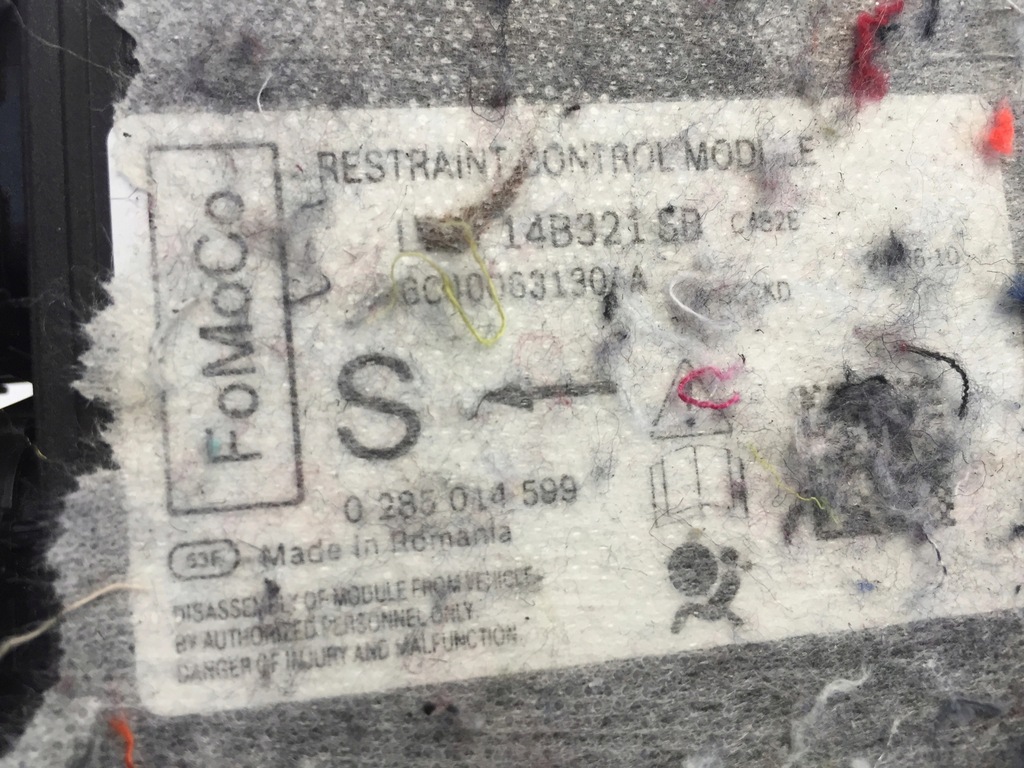 FoMoCo
RESTRAINT CONTROL
14B321 SB
S
0 285 014 599
53F Made in Romania
DISASSEMBLY OF MODULE FROM VEHICLE
BY AUTHORIZED PERSONNEL ONLY.
DANGER OF INJURY AND MALFUNCTION.